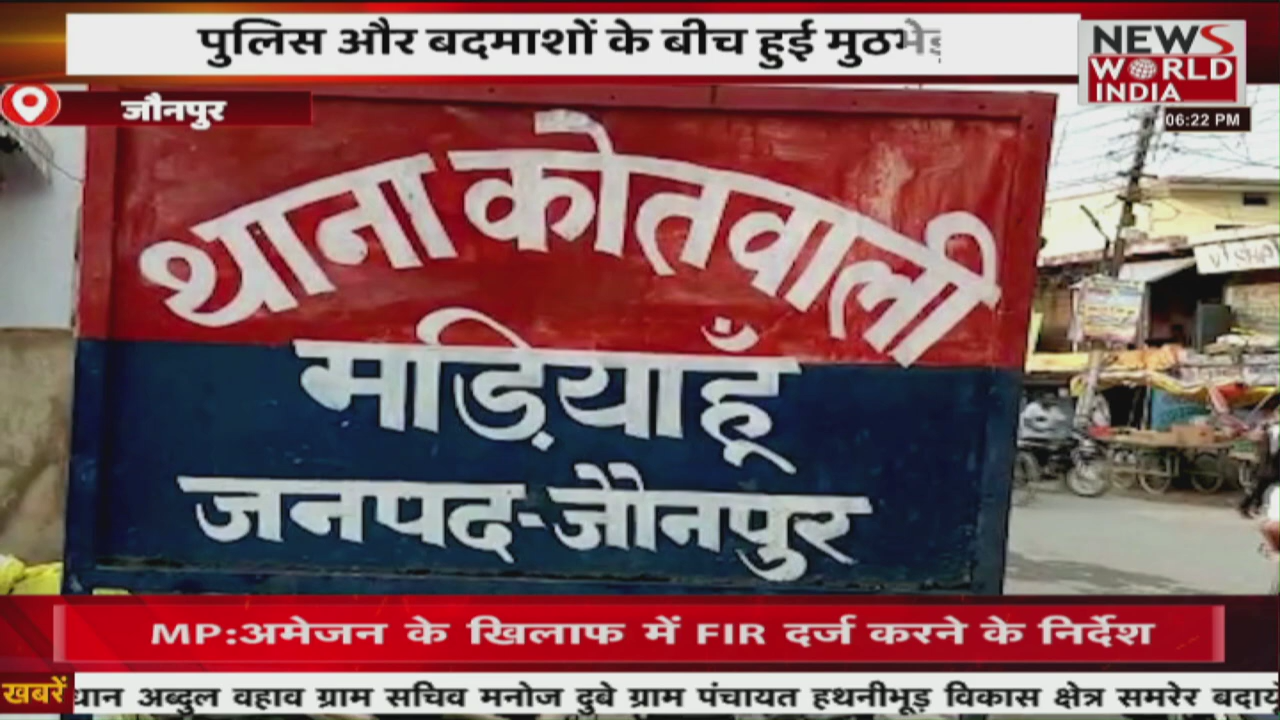 पुलिस और बदमाशों के बीच हुई मुठभेड़
NEWS
WORLD
INDIA
जौनपुर
06:22 PM
थाना कोतवाली
मड़ियाहूँ
जनपद-जौनपुर
MP:अमेजन के खिलाफ में FIR दर्ज करने के निर्देश
खबरें
अब्दुल वहाव ग्राम सचिव मनोज दुबे ग्राम पंचायत हथनीभूड़ विकास क्षेत्र समरेर